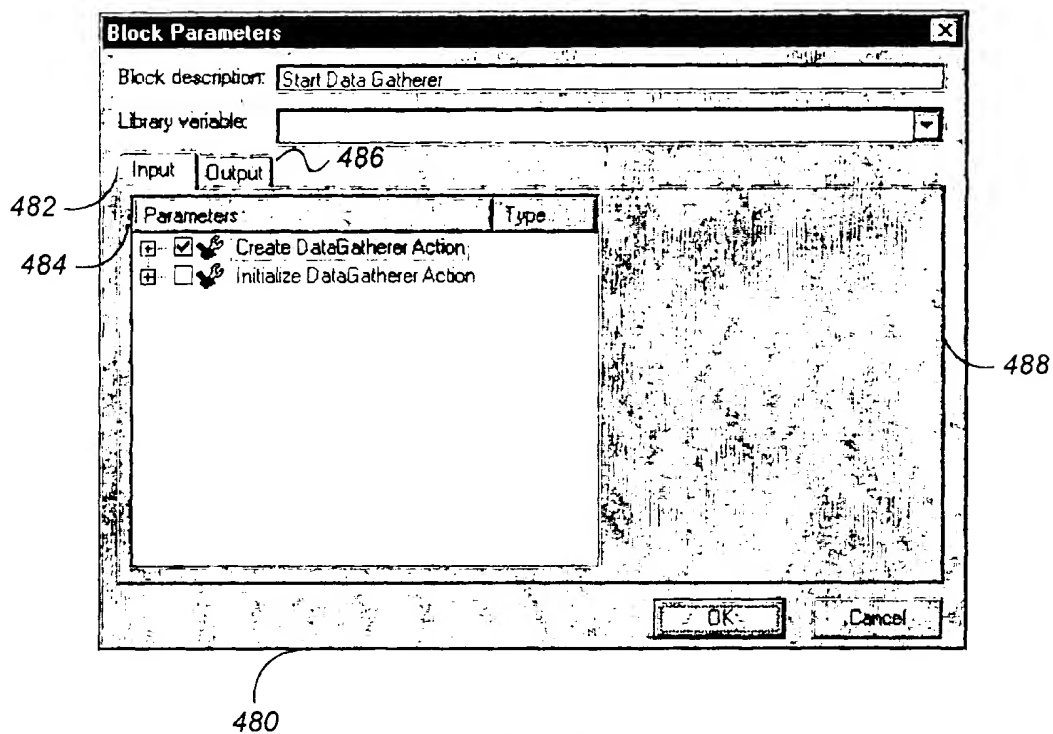 Block Parameters
Block description: Start Data Gatherer
Library variable:
Input Output 486
482
Parameters Type
484
Create DataGatherer Action
Initialize DataGatherer Action
488
OK Cancel
480